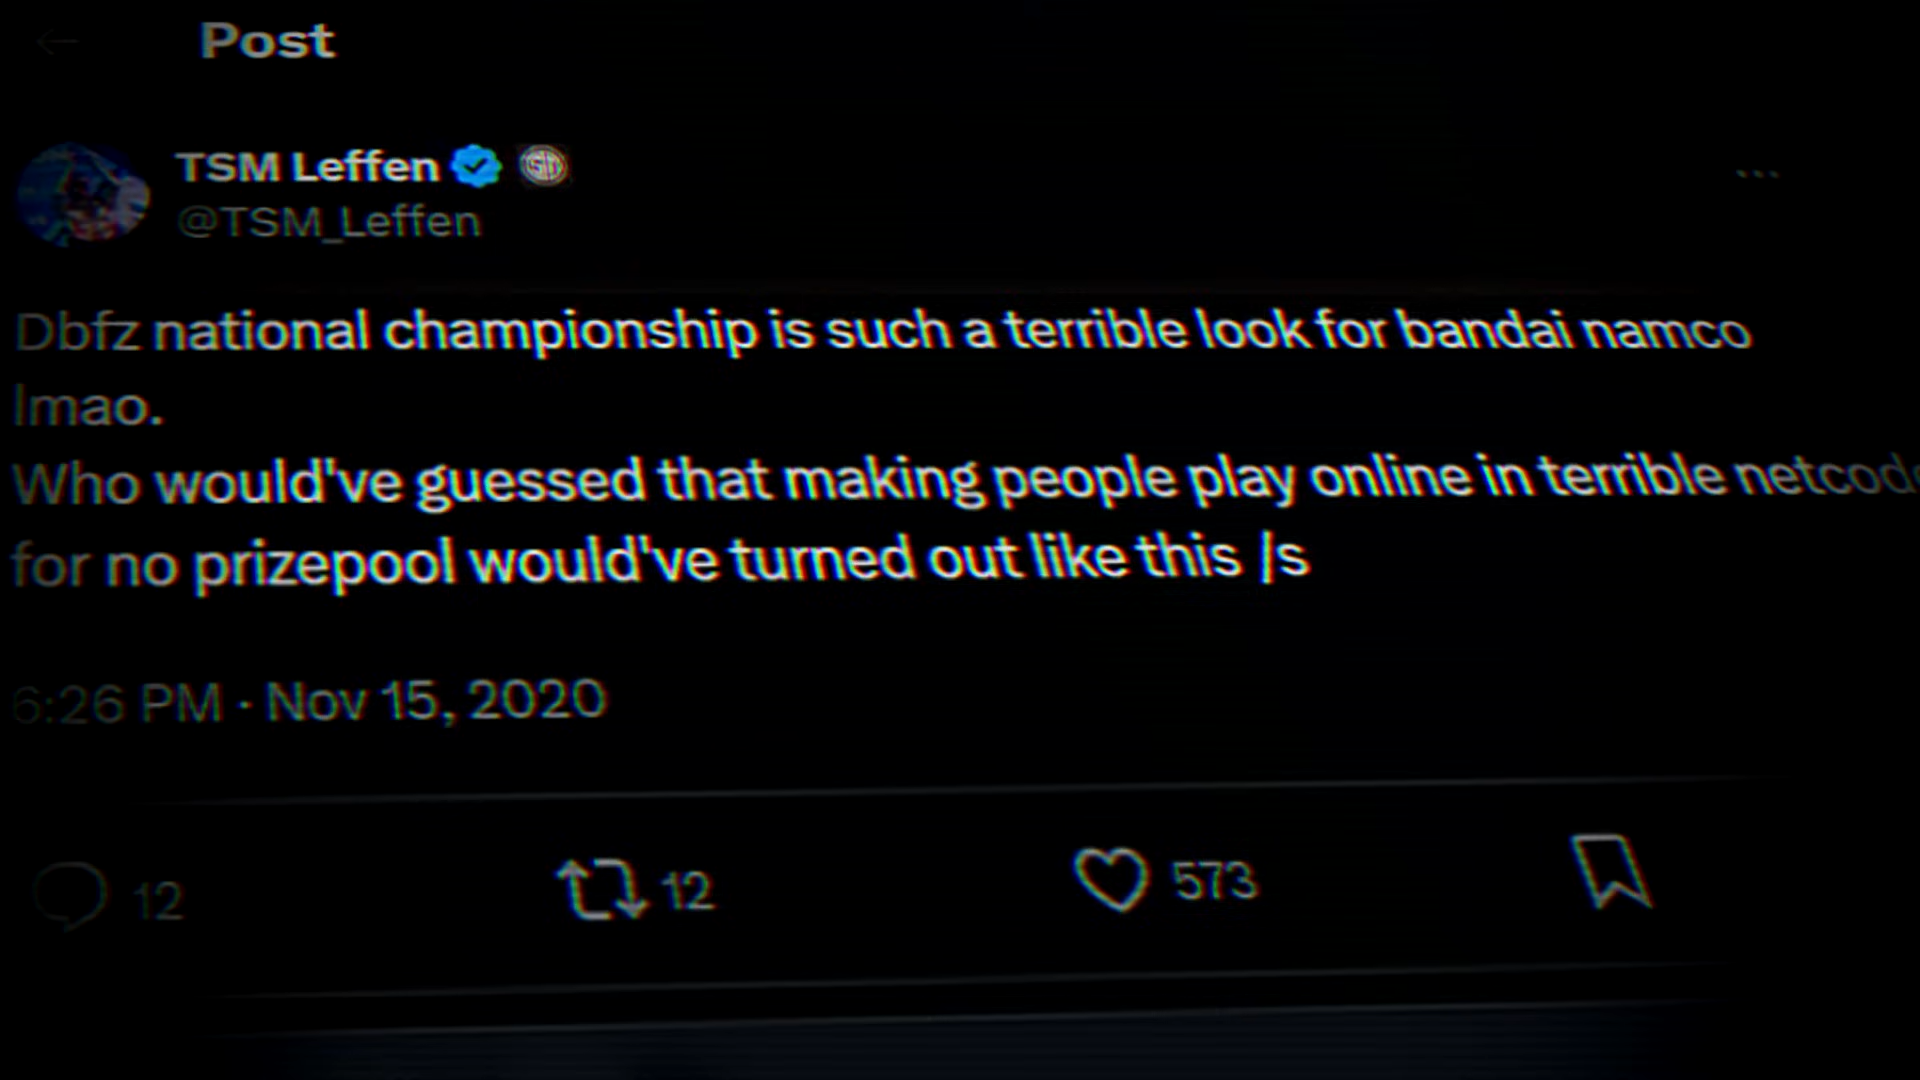 Post
TSM Leffen
@TSM_Leffen
Dbfz national championship is such a terrible look for bandai namco
lmao.
Who would've guessed that making people play online in terrible netcode
for no prizepool would've turned out like this /s
6:26 PM · Nov 15, 2020
12 12 573